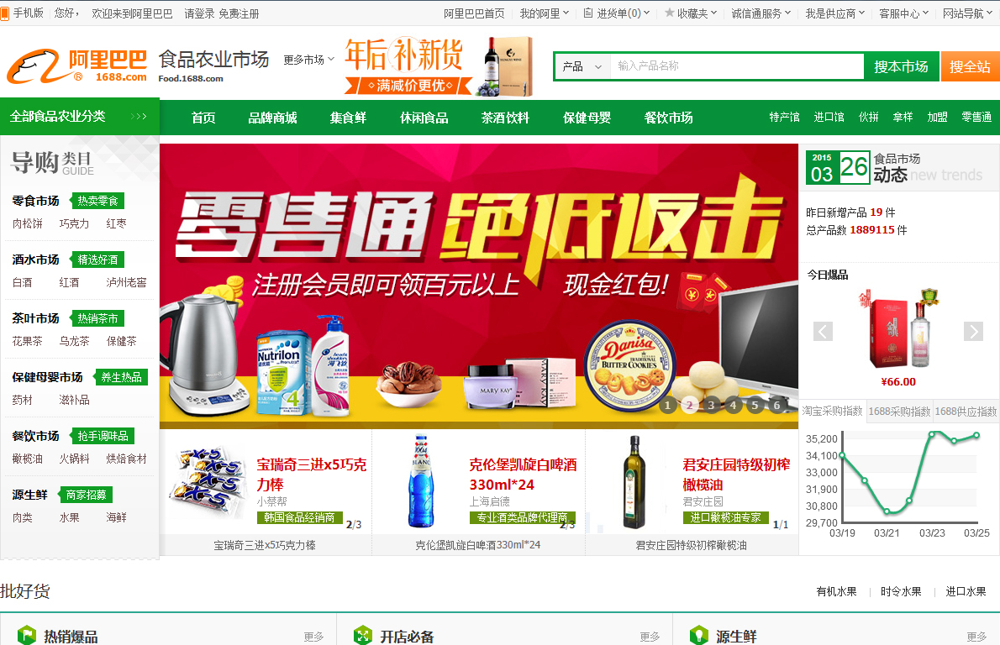 手机版 您好， 欢迎来到阿里巴巴 请登录 免费注册
阿里巴巴首页 我的阿里 进货单(0) 收藏夹 诚信通服务 我是供应商 客服中心 网站导航
阿里巴巴
1688.com
食品农业市场
Food.1688.com
更多市场
年后补新货
满减价更优
产品 输入产品名称 搜本市场 搜全站
全部食品农业分类 >>>
首页 品牌商城 集食鲜 休闲食品 茶酒饮料 保健母婴 餐饮市场
特产馆 进口馆 伙拼 拿样 加盟 零售通
导购类目
GUIDE
零食市场 热卖零食
肉松饼 巧克力 红枣
酒水市场 精选好酒
白酒 红酒 泸州老窖
茶叶市场 热销茶市
花果茶 乌龙茶 保健茶
保健母婴市场 养生热品
药材 滋补品
餐饮市场 抢手调味品
橄榄油 火锅料 烘焙食材
源生鲜 商家招募
肉类 水果 海鲜
零售通 绝低返击
注册会员即可领百元以上 现金红包!
Nutrilon
4
head& shoulders
海飞丝
MARY KAY
MARY KAY
Danisa
TRADITIONAL
BUTTER COOKIES
1 2 3 4 5 6
宝瑞奇三进x5巧克力棒
小蔡帮
韩国食品经销商
2/3
宝瑞奇三进x5巧克力棒
1664
BLANC
克伦堡凯旋白啤酒330ml*24
上海启德
专业酒类品牌代理商
2/3
克伦堡凯旋白啤酒330ml*24
君安庄园特级初榨橄榄油
君安庄园
进口橄榄油专家
1/1
君安庄园特级初榨橄榄油
2015
03 26
食品市场
动态 new trends
昨日新增产品 19 件
总产品数 1889115 件
今日爆品
¥66.00
淘宝采购指数 1688采购指数 1688供应指数
35,200
34,100
33,000
31,900
30,800
29,700
03/19 03/21 03/23 03/25
批好货
有机水果 时令水果 进口水果
热销爆品 更多
开店必备 更多
源生鲜 更多